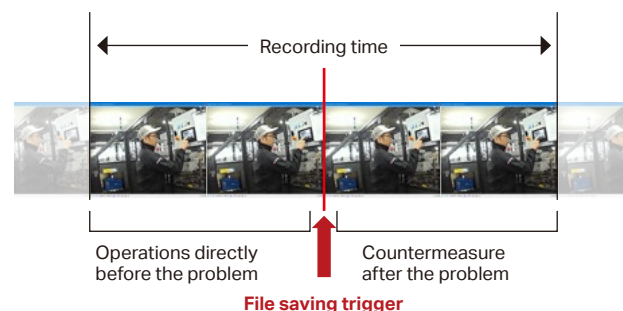 Recording time
Operations directly
before the problem
Countermeasure
after the problem
File saving trigger